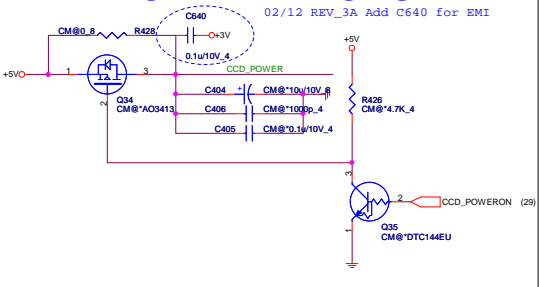 02/12 REV_3A Add C640 for EMI
C640
CM@0_8
R428
+3V
0.1u/10V_4
+5V
CCD_POWER
+5V
1
3
2
Q34
CM@*AO3413
C404
CM@*10u/10V_8
C406
CM@*1000p_4
C405
CM@*0.1u/10V_4
R426
CM@*4.7K_4
3
2
CCD_POWERON (29)
1
Q35
CM@*DTC144EU